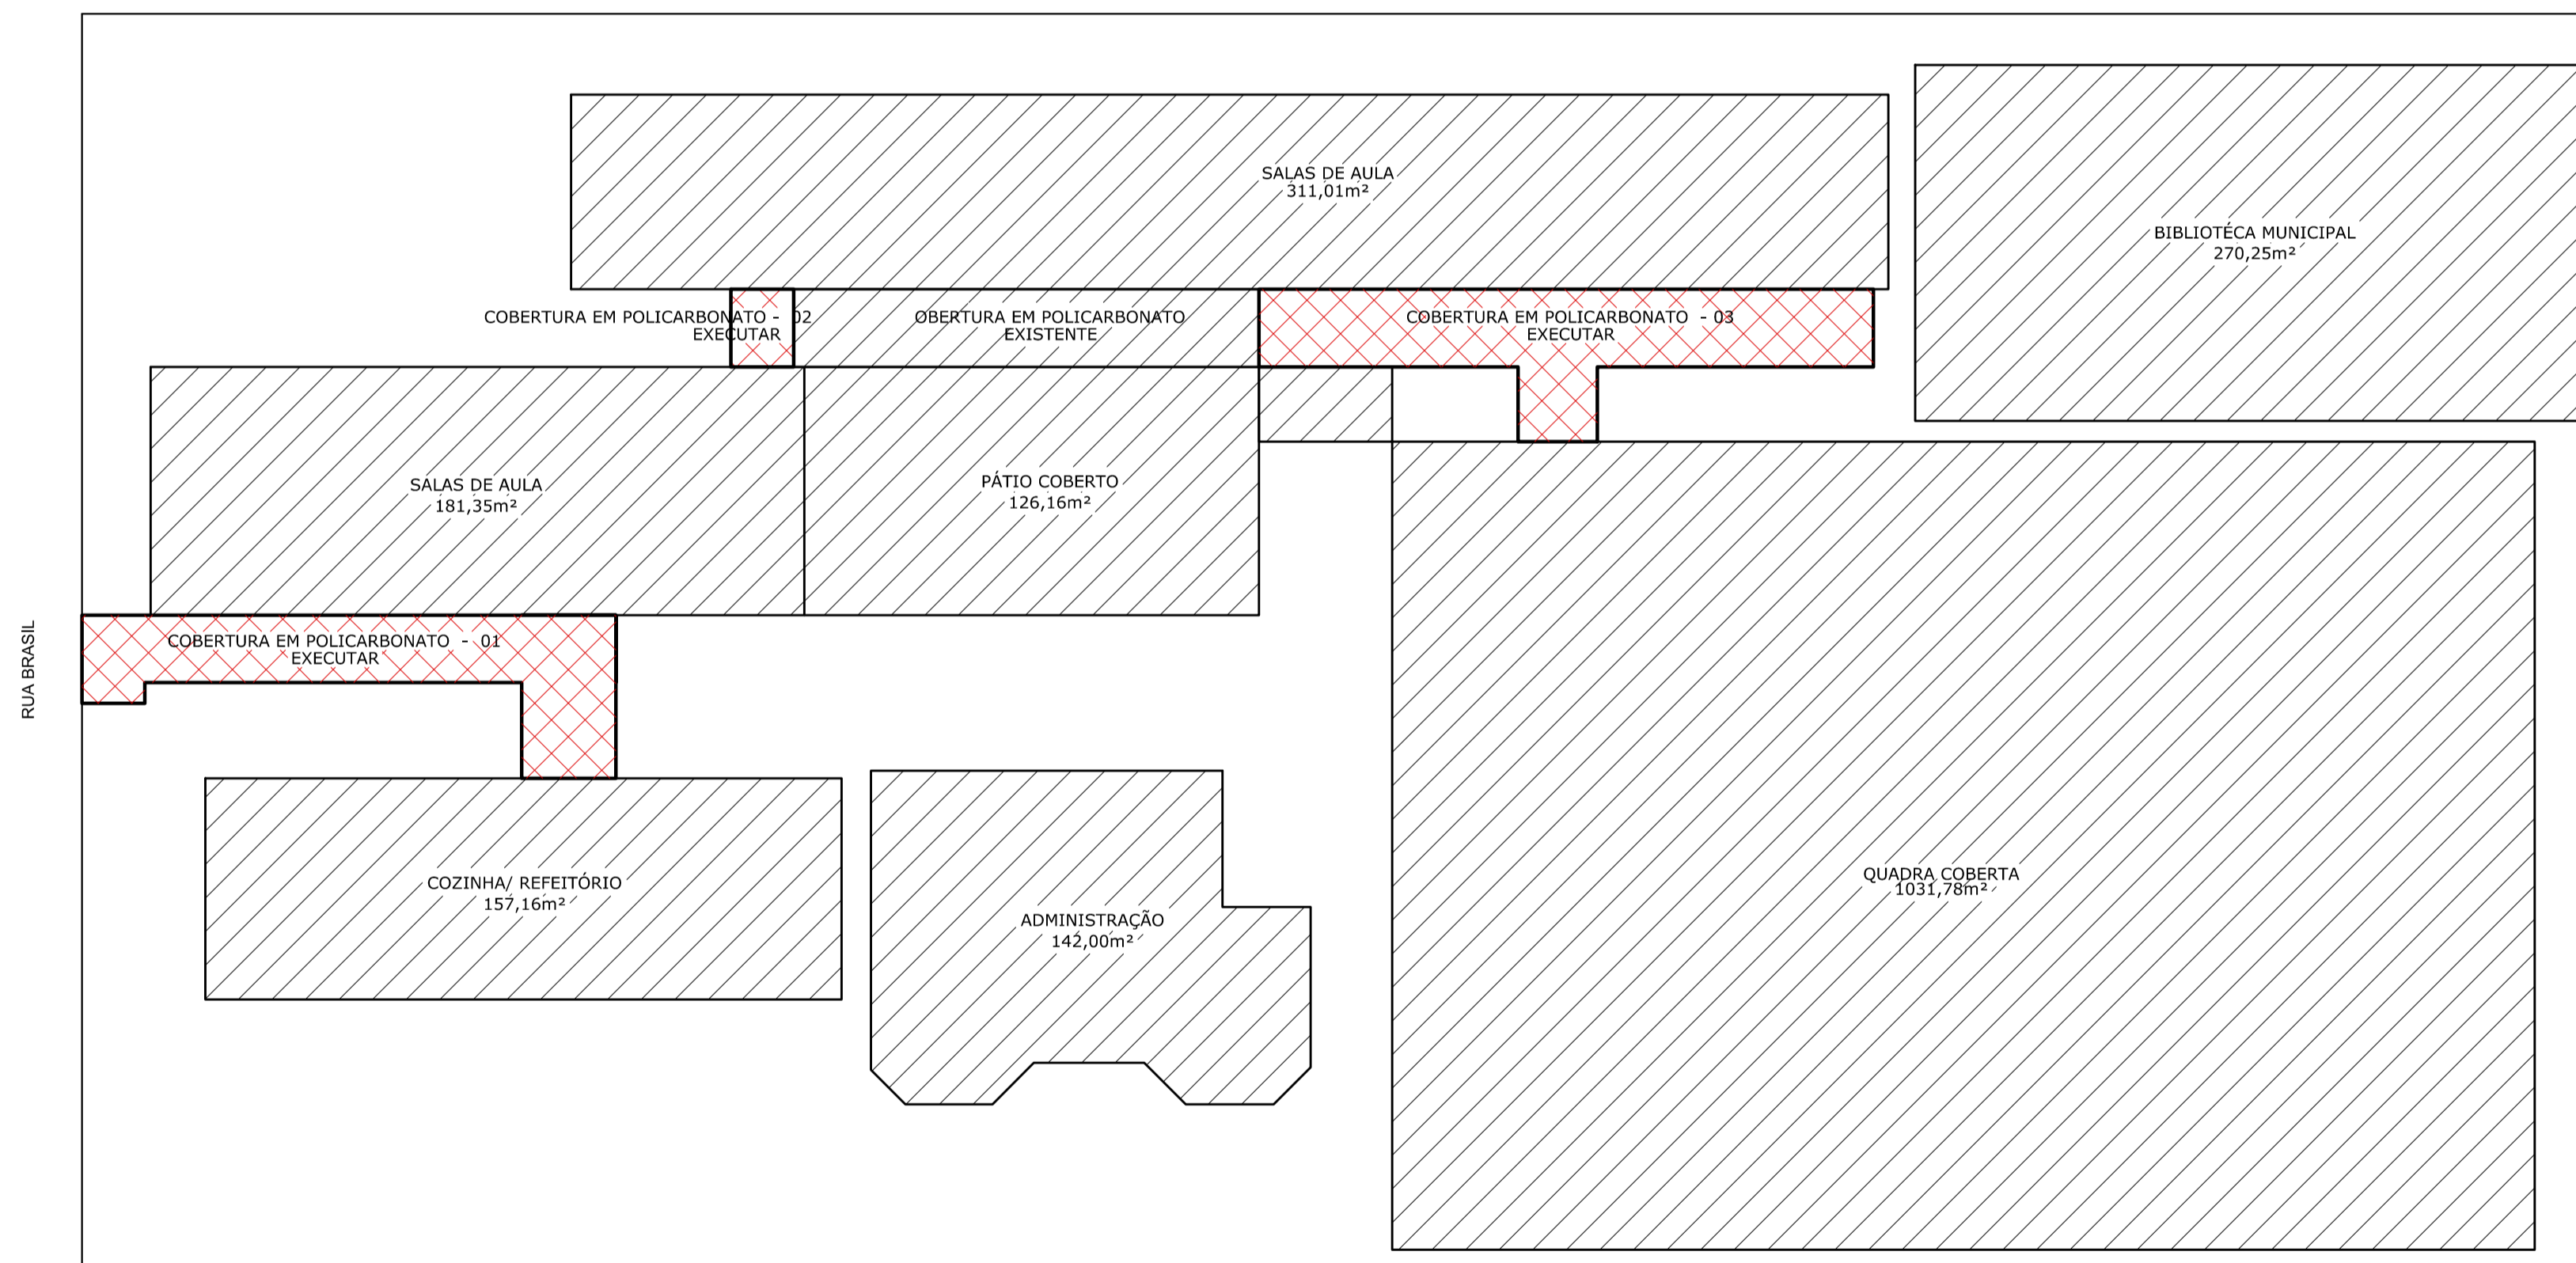 SALAS DE AULA
311,01m²
BIBLIOTÉCA MUNICIPAL
270,25m²
COBERTURA EM POLICARBONATO - 02
EXECUTAR
OBERTURA EM POLICARBONATO
EXISTENTE
COBERTURA EM POLICARBONATO - 03
EXECUTAR
SALAS DE AULA
181,35m²
PÁTIO COBERTO
126,16m²
RUA BRASIL
COBERTURA EM POLICARBONATO - 01
EXECUTAR
COZINHA/ REFEITÓRIO
157,16m²
ADMINISTRAÇÃO
142,00m²
QUADRA COBERTA
1031,78m²